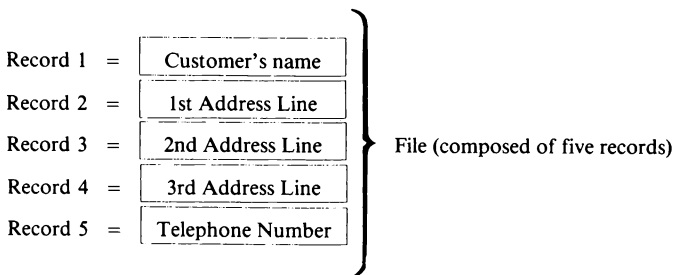 Record 1 = Customer's name
Record 2 = 1st Address Line
Record 3 = 2nd Address Line
File (composed of five records)
Record 4 = 3rd Address Line
Record 5 = Telephone Number